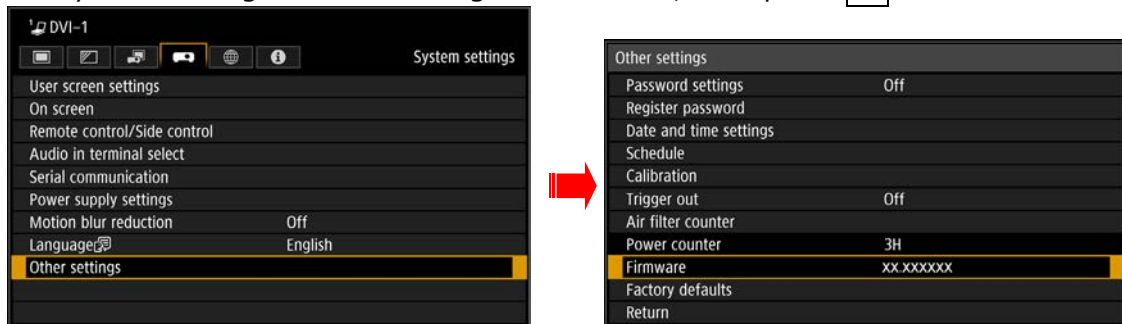 DVI-1
System settings
User screen settings
On screen
Remote control/Side control
Audio in terminal select
Serial communication
Power supply settings
Motion blur reduction Off
Language English
Other settings
Other settings
Password settings Off
Register password
Date and time settings
Schedule
Calibration
Trigger out Off
Air filter counter
Power counter 3H
Firmware XX.XXXXXX
Factory defaults
Return